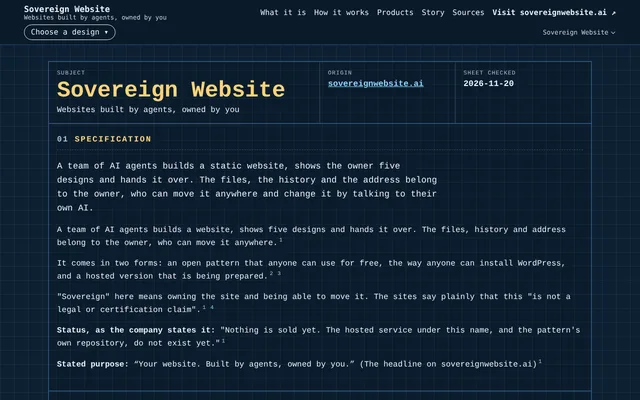 Sovereign Website
Websites built by agents, owned by you
What it is How it works Products Story Sources Visit sovereignwebsite.ai ↗
Choose a design ▾
Sovereign Website
SUBJECT
Sovereign Website
Websites built by agents, owned by you
ORIGIN
sovereignwebsite.ai
SHEET CHECKED
2026-11-20
01 SPECIFICATION
A team of AI agents builds a static website, shows the owner five
designs and hands it over. The files, the history and the address belong
to the owner, who can move it anywhere and change it by talking to their
own AI.
A team of AI agents builds a website, shows five designs and hands it over. The files, history and address
belong to the owner, who can move it anywhere.1
It comes in two forms: an open pattern that anyone can use for free, the way anyone can install WordPress,
and a hosted version that is being prepared.2 3
"Sovereign" here means owning the site and being able to move it. The sites say plainly that this "is not a
legal or certification claim".1 4
Status, as the company states it: "Nothing is sold yet. The hosted service under this name, and the pattern's
own repository, do not exist yet."1
Stated purpose: “Your website. Built by agents, owned by you.” (The headline on sovereignwebsite.ai)1